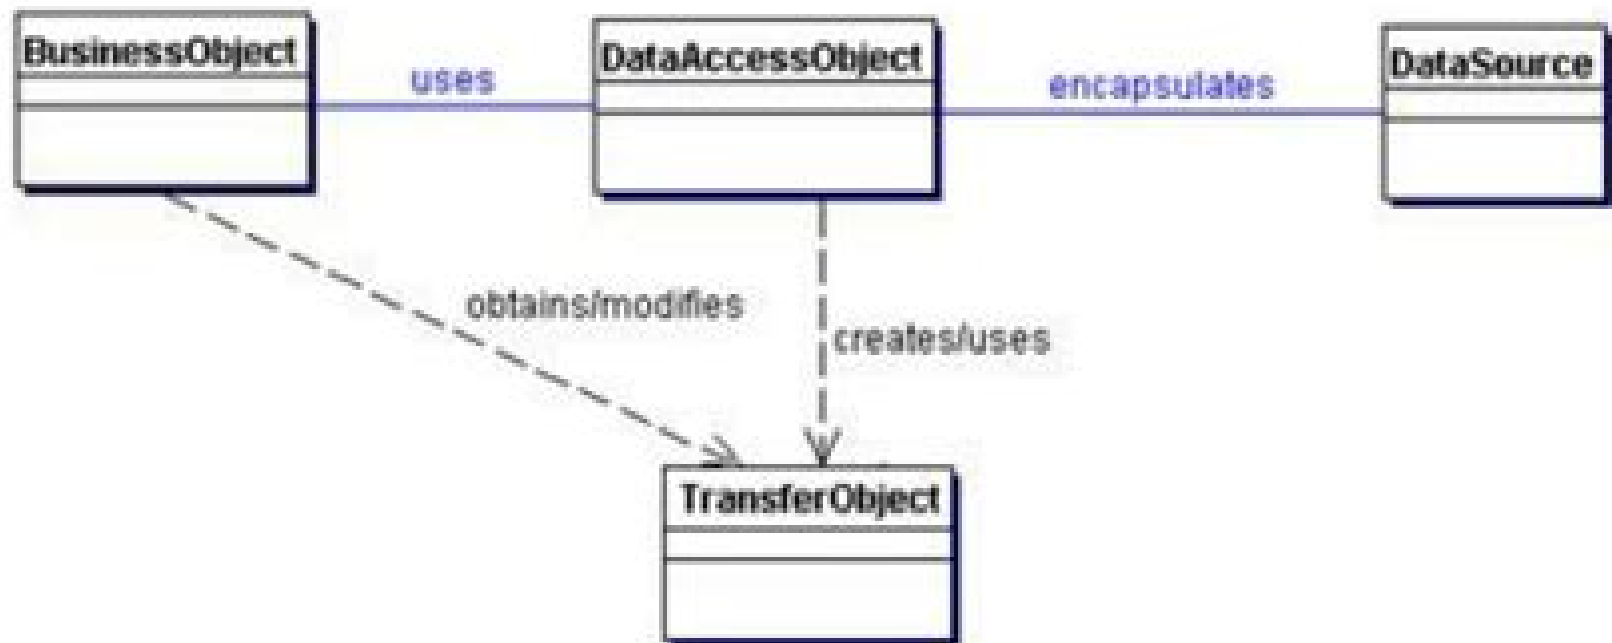 BusinessObject
uses
DataAccessObject
encapsulates
DataSource
obtains/modifies
creates/uses
TransferObject